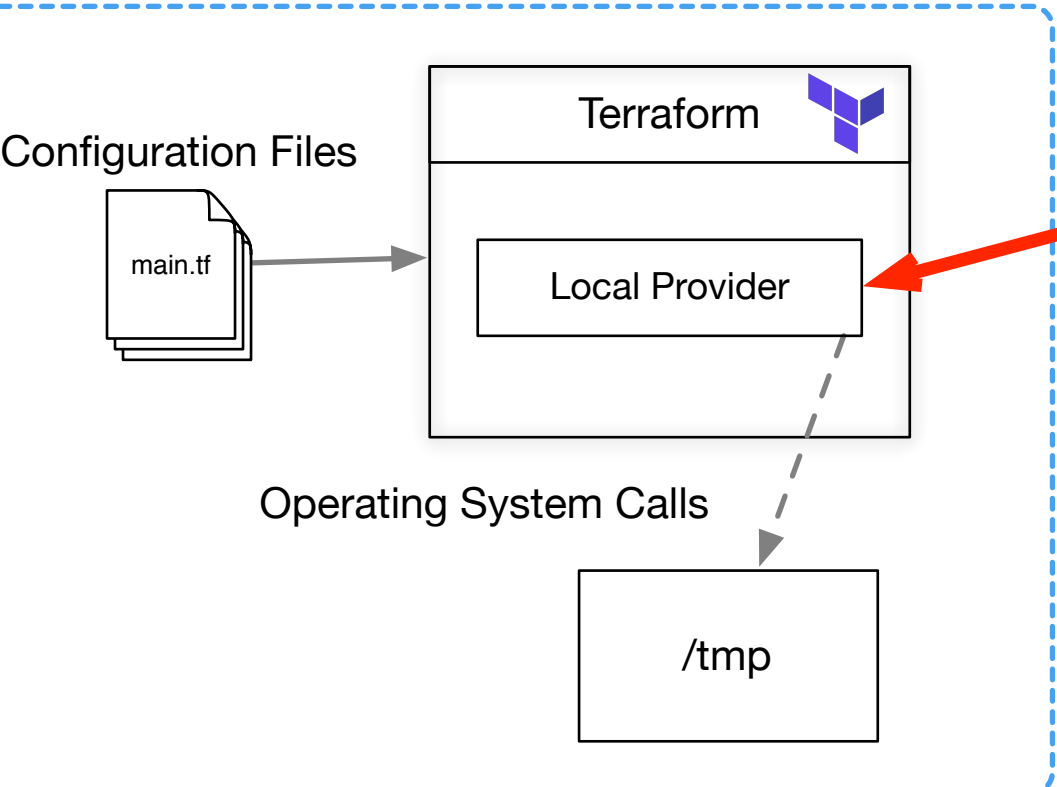 Terraform
Configuration Files
main.tf
Local Provider
Operating System Calls
/tmp